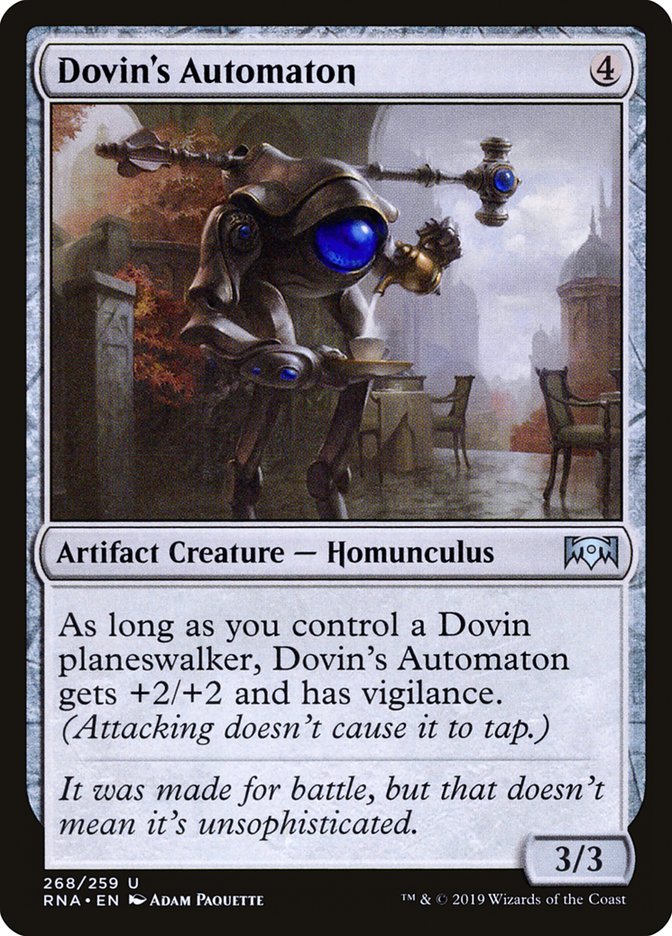 Dovin's Automaton 4
Artifact Creature — Homunculus
As long as you control a Dovin
planeswalker, Dovin's Automaton
gets +2/+2 and has vigilance.
(Attacking doesn't cause it to tap.)
It was made for battle, but that doesn't
mean it's unsophisticated.
3/3
268/259 U
RNA • EN Adam Paquette
™ & © 2019 Wizards of the Coast